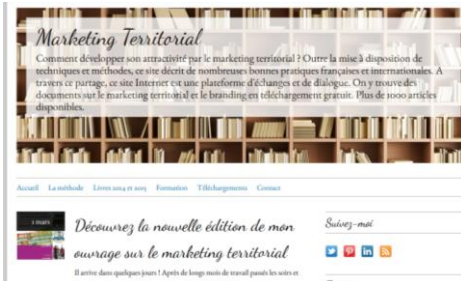 Marketing Territorial
Comment développer son attractivité par le marketing territorial ? Outre la mise à disposition de
techniques et méthodes, ce site décrit de nombreuses bonnes pratiques françaises et internationales. A
travers ce partage, ce site Internet est une plateforme d'échanges et de dialogue. On y trouve des
documents sur le marketing territorial et le branding en téléchargement gratuit. Plus de 1000 articles
disponibles.
Accueil La méthode Livres 2014 et 2015 Formation Téléchargements Contact
1 mars
Découvrez la nouvelle édition de mon
ouvrage sur le marketing territorial
Il arrive dans quelques jours ! Après de longs mois de travail passés les soirs et
Suivez-moi
in